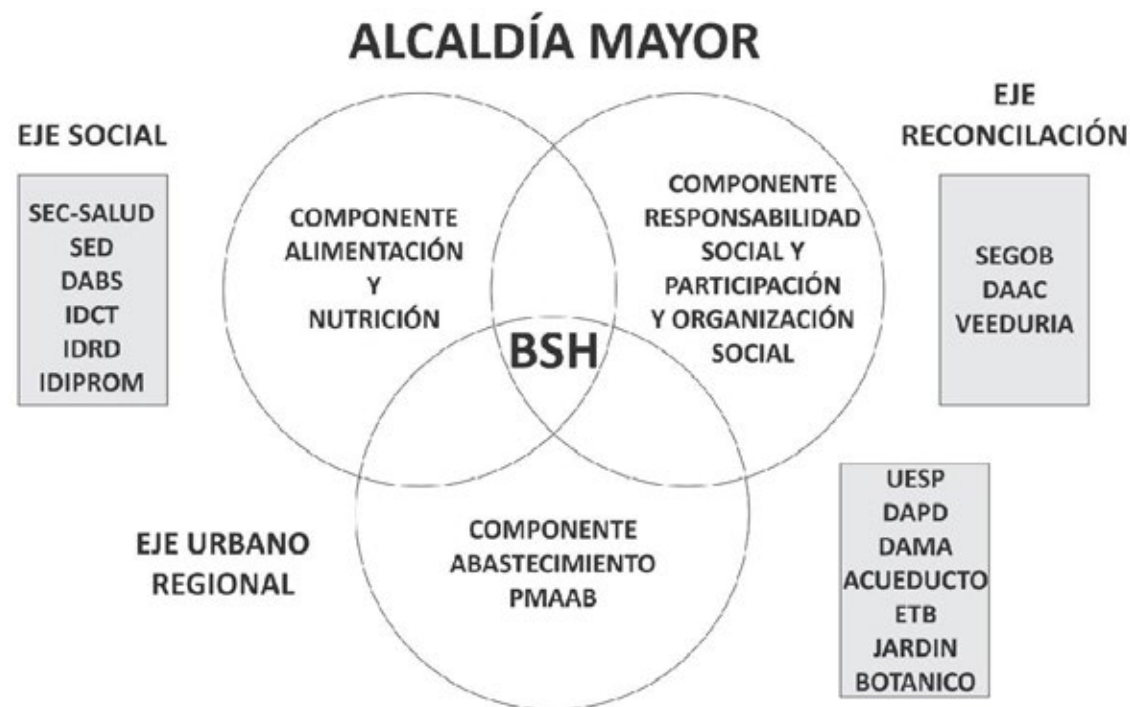 ALCALDÍA MAYOR
EJE SOCIAL
SEC-SALUD
SED
DABS
IDCT
IDRD
IDIPROM
COMPONENTE
ALIMENTACIÓN
Y
NUTRICIÓN
COMPONENTE
RESPONSABILIDAD
SOCIAL Y
PARTICIPACIÓN
Y ORGANIZACIÓN
SOCIAL
EJE
RECONCILACIÓN
SEGOB
DAAC
VEEDURIA
BSH
EJE URBANO
REGIONAL
COMPONENTE
ABASTECIMIENTO
PMAAB
UESP
DAPD
DAMA
ACUEDUCTO
ETB
JARDIN
BOTANICO